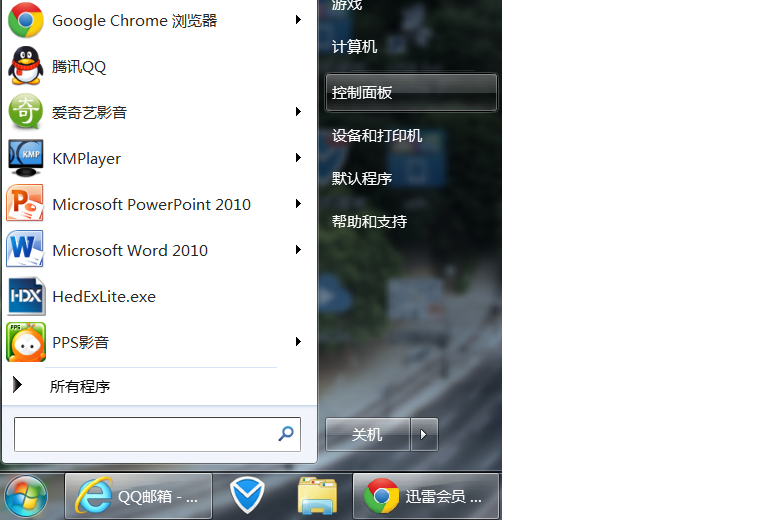 Google Chrome 浏览器
腾讯QQ
爱奇艺影音
KMPlayer
Microsoft PowerPoint 2010
Microsoft Word 2010
HedExLite.exe
PPS影音
所有程序
游戏
计算机
控制面板
设备和打印机
默认程序
帮助和支持
关机
QQ邮箱 - ...
迅雷会员 ...
奇
KMP
P
W
HDX
PPS